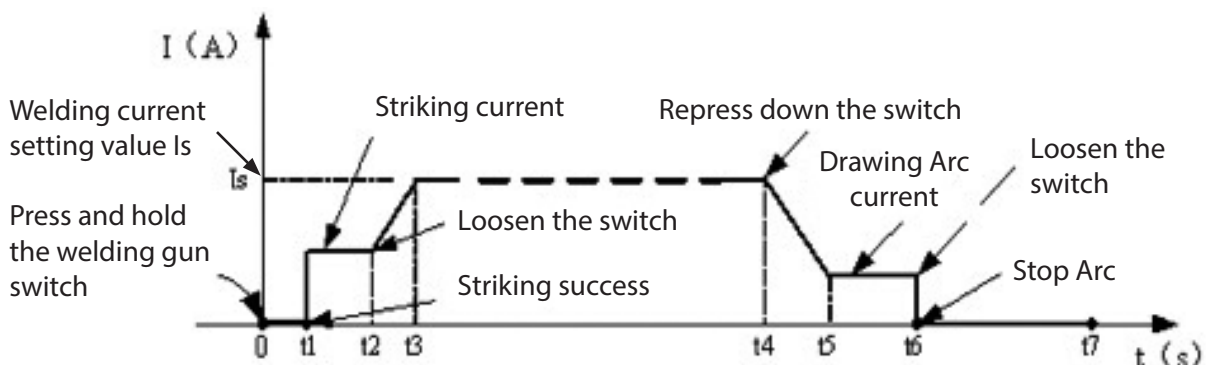 I (A)
Welding current
setting value Is
Striking current
Repress down the switch
Drawing Arc
current
Loosen the
switch
Is
Press and hold
the welding gun
switch
Loosen the switch
Striking success
Stop Arc
0 t1 t2 t3 t4 t5 t6 t7
t (s)